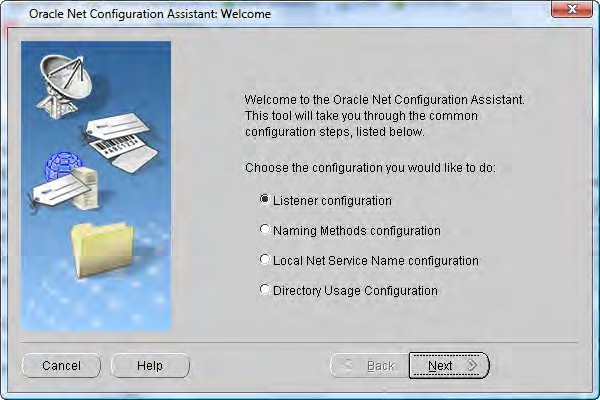 Oracle Net Configuration Assistant: Welcome
Welcome to the Oracle Net Configuration Assistant.
This tool will take you through the common
configuration steps, listed below.
Choose the configuration you would like to do:
Listener configuration
Naming Methods configuration
Local Net Service Name configuration
Directory Usage Configuration
Cancel
Help
Back
Next